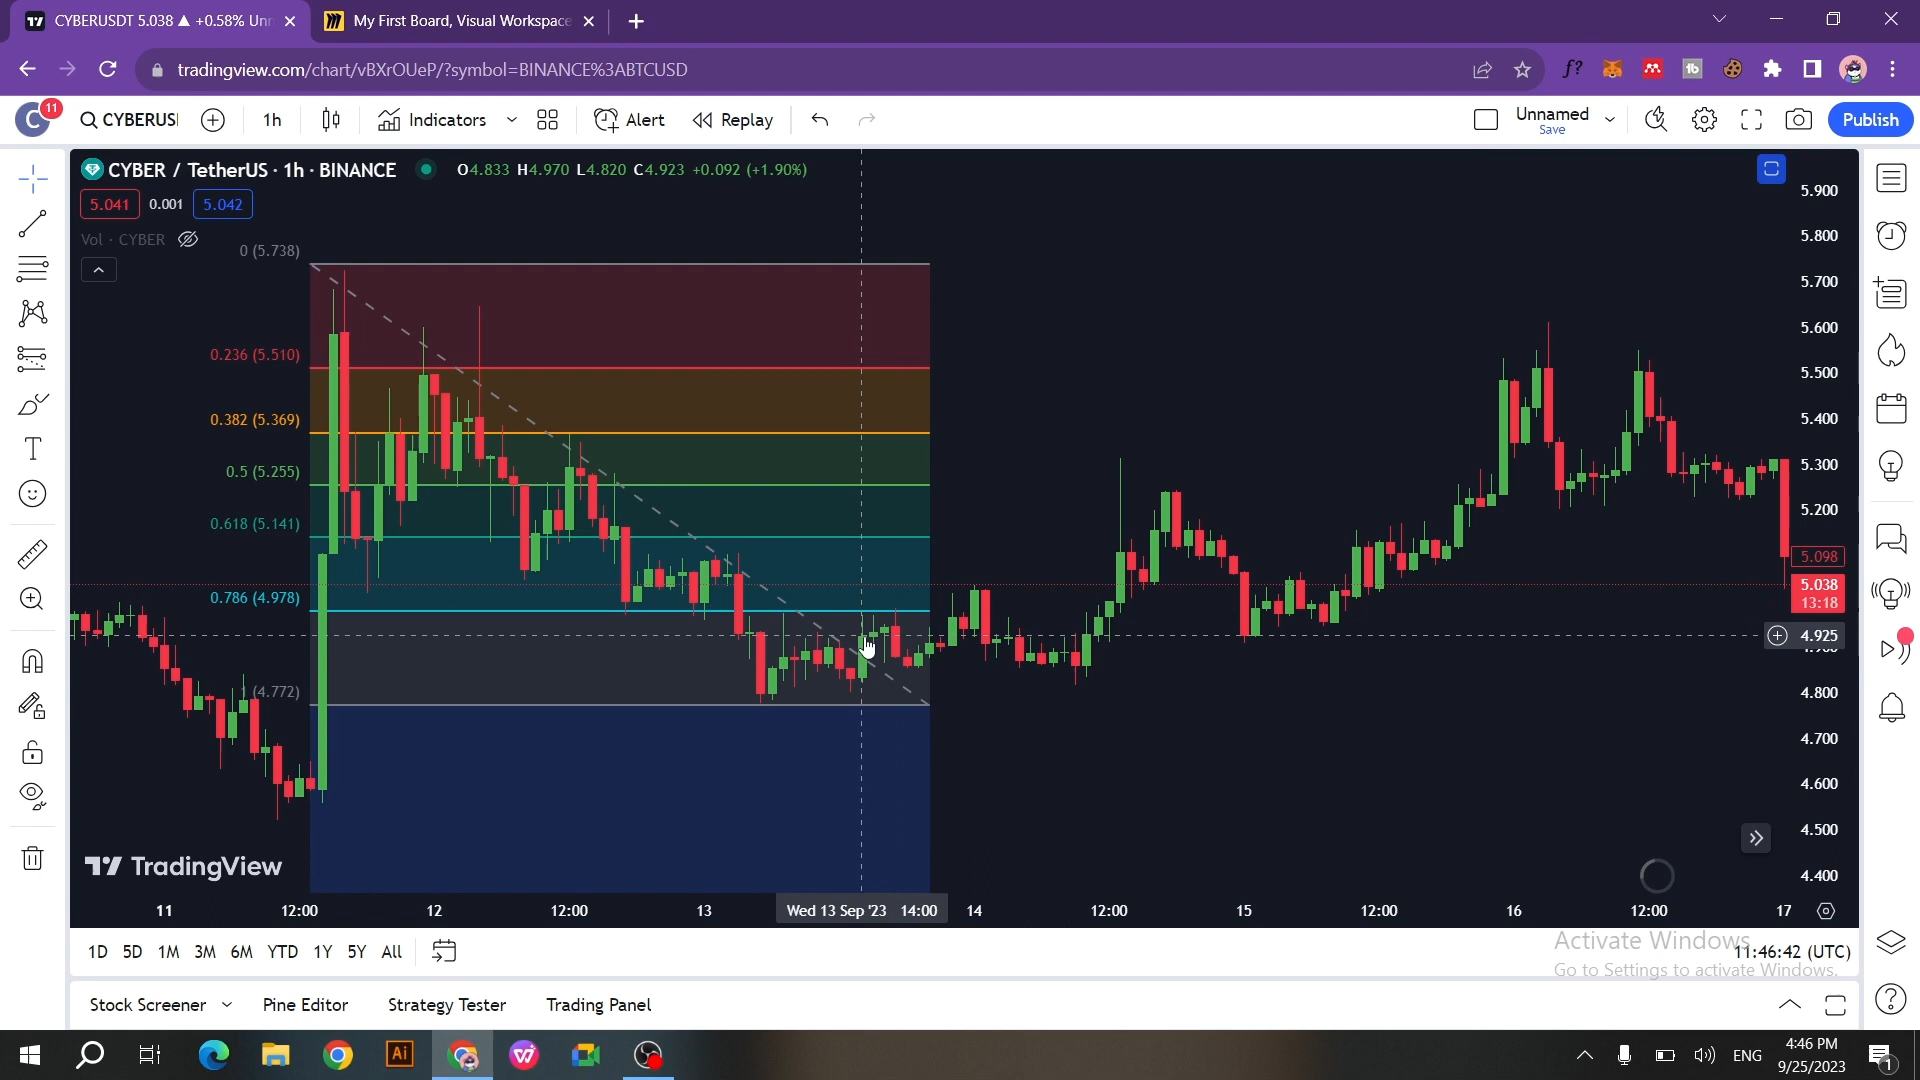 CYBERUSDT 5.038 ▲ +0.58% Unn
My First Board, Visual Workspace
tradingview.com/chart/vBXrOUeP/?symbol=BINANCE%3ABTCUSD
C 11 CYBERUS 1h Indicators Alert Replay Unnamed Save Publish
CYBER / TetherUS · 1h · BINANCE O4.833 H4.970 L4.820 C4.923 +0.092 (+1.90%)
5.041 0.001 5.042
Vol · CYBER
0 (5.738)
0.236 (5.510)
0.382 (5.369)
0.5 (5.255)
0.618 (5.141)
0.786 (4.978)
1 (4.772)
5.900
5.800
5.700
5.600
5.500
5.400
5.300
5.200
5.098
5.038
13:18
4.925
4.800
4.700
4.600
4.500
4.400
TradingView
11 12:00 12 12:00 13 Wed 13 Sep '23 14:00 14 12:00 15 12:00 16 12:00 17
1D 5D 1M 3M 6M YTD 1Y 5Y All 11:46:42 (UTC)
Activate Windows
Go to Settings to activate Windows.
Stock Screener Pine Editor Strategy Tester Trading Panel
Ai ENG 4:46 PM
9/25/2023 1